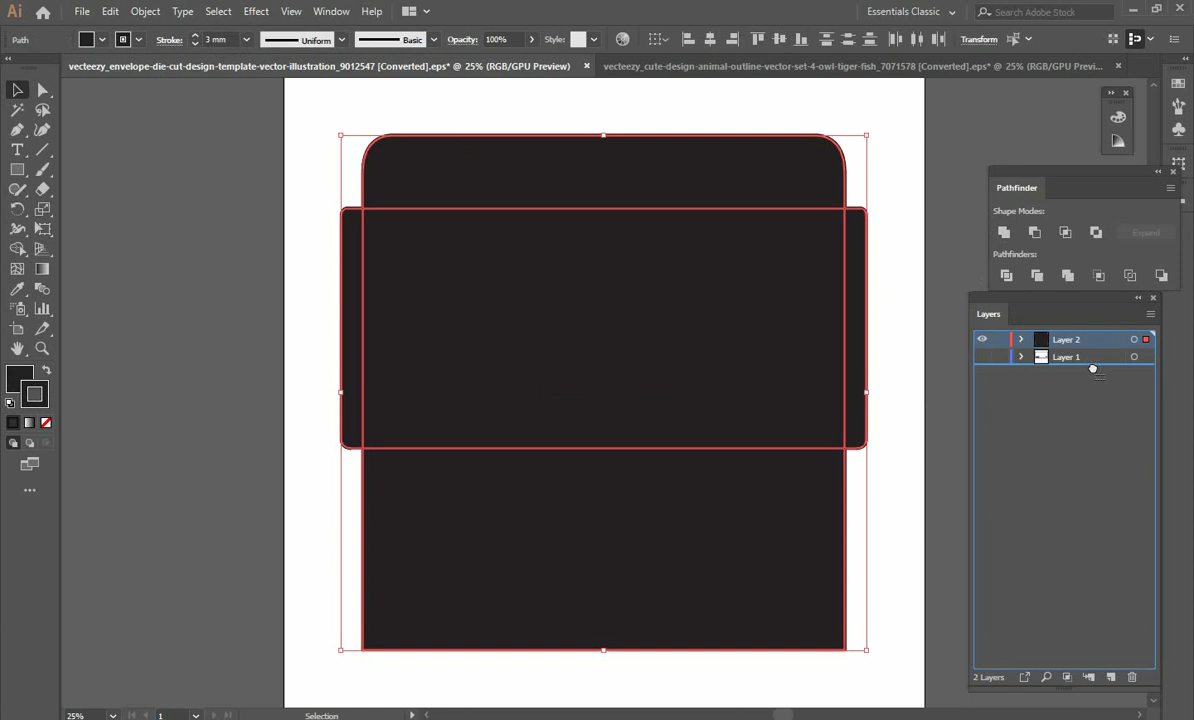 Ai File Edit Object Type Select Effect View Window Help Essentials Classic Search Adobe Stock
Path Stroke: 3 mm Uniform Basic Opacity: 100% Style: Transform
vecteezy_envelope-die-cut-design-template-vector-illustration_9012547 [Converted].eps* @ 25% (RGB/GPU Preview) vecteezy_cute-design-animal-outline-vector-set-4-owl-tiger-fish_7071578 [Converted].eps* @ 25% (RGB/GPU Previ...
Pathfinder
Shape Modes:
Expand
Pathfinders:
Layers
Layer 2
Layer 1
2 Layers
25% 1 Selection